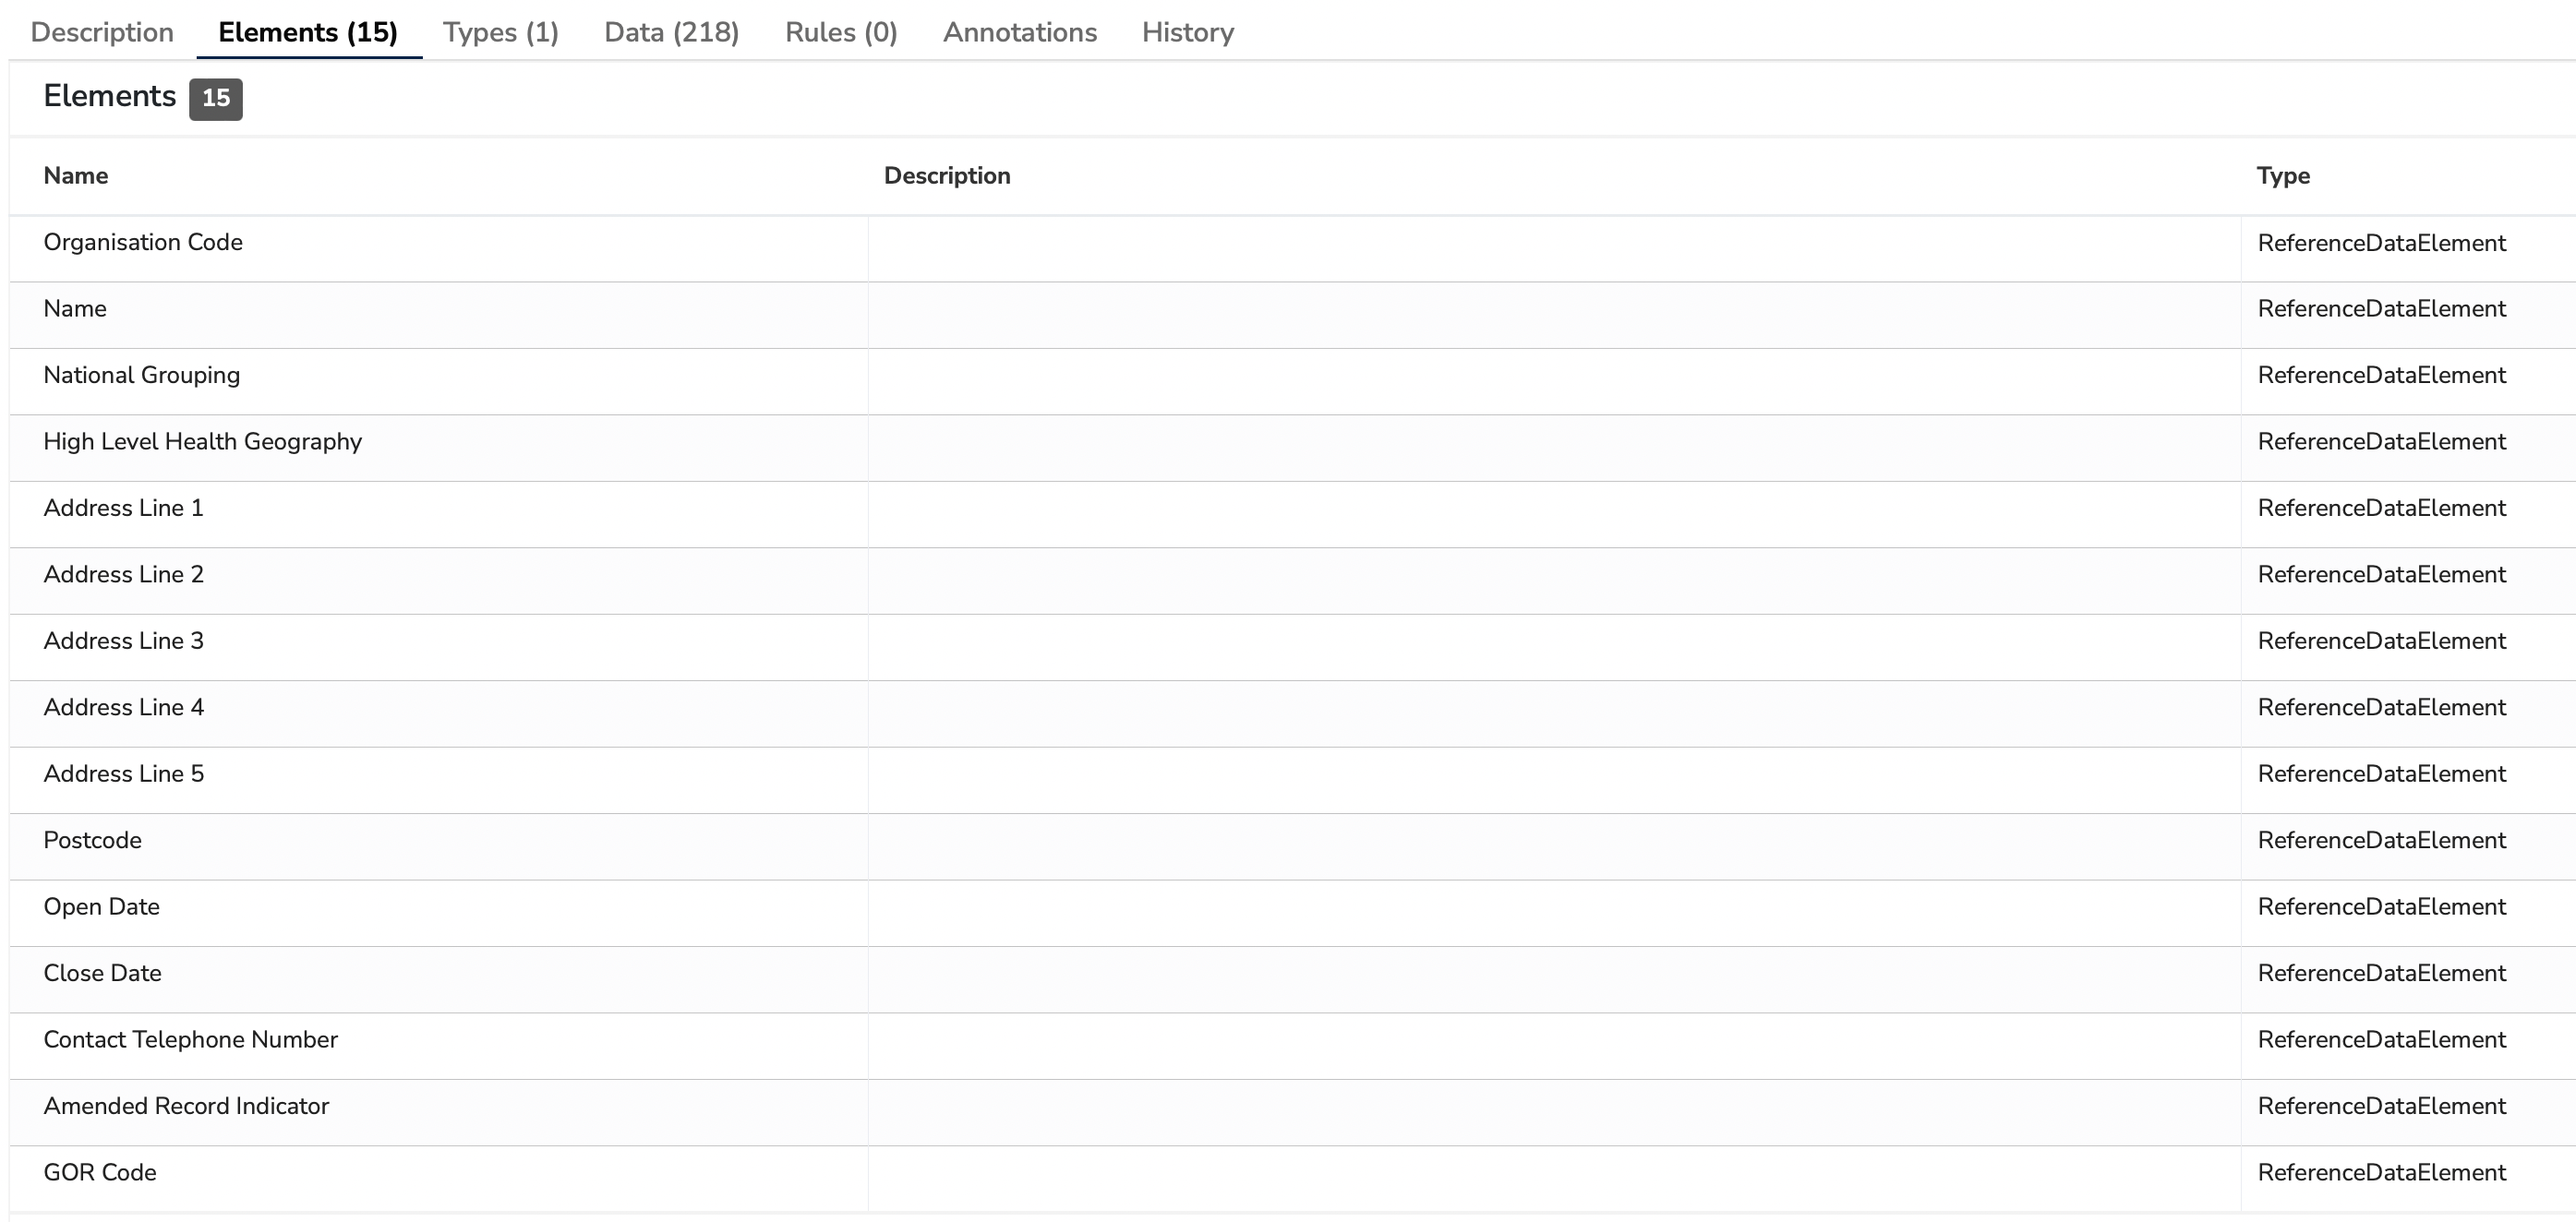 Description Elements (15) Types (1) Data (218) Rules (0) Annotations History
Elements 15
Name Description Type
Organisation Code ReferenceDataElement
Name ReferenceDataElement
National Grouping ReferenceDataElement
High Level Health Geography ReferenceDataElement
Address Line 1 ReferenceDataElement
Address Line 2 ReferenceDataElement
Address Line 3 ReferenceDataElement
Address Line 4 ReferenceDataElement
Address Line 5 ReferenceDataElement
Postcode ReferenceDataElement
Open Date ReferenceDataElement
Close Date ReferenceDataElement
Contact Telephone Number ReferenceDataElement
Amended Record Indicator ReferenceDataElement
GOR Code ReferenceDataElement